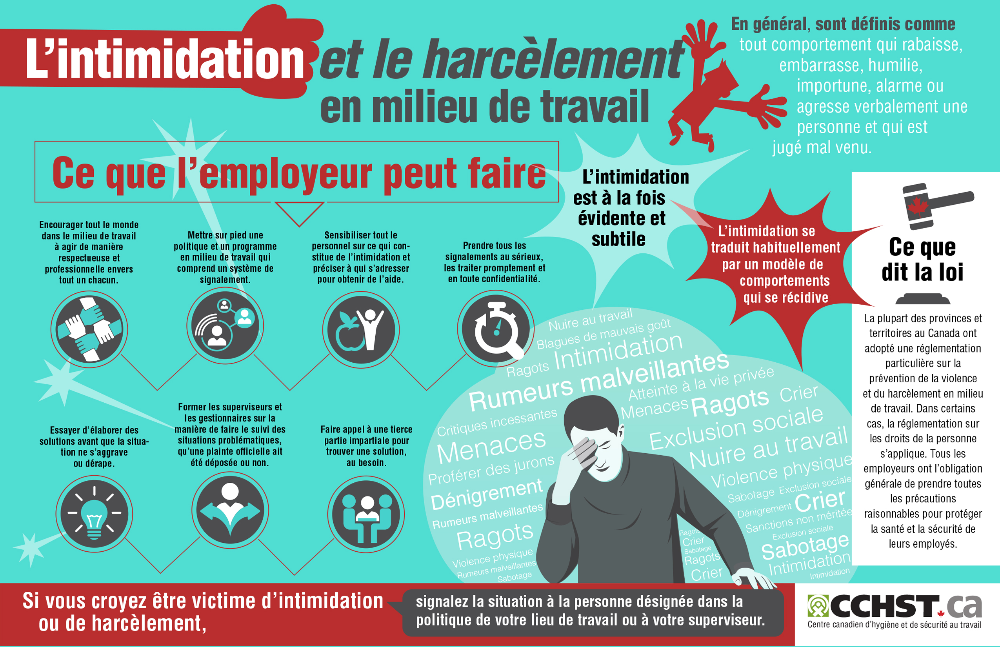 L'intimidation et le harcèlement
en milieu de travail
En général, sont définis comme
tout comportement qui rabaisse,
embarrasse, humilie,
importune, alarme ou
agresse verbalement une
personne et qui est
jugé mal venu.
Ce que l'employeur peut faire
Encourager tout le monde
dans le milieu de travail
à agir de manière
respectueuse et
professionnelle envers
tout un chacun.
Mettre sur pied une
politique et un programme
en milieu de travail qui
comprend un système de
signalement.
Sensibiliser tout le
personnel sur ce qui con-
stitue de l'intimidation et
préciser à qui s'adresser
pour obtenir de l'aide.
Prendre tous les
signalements au sérieux,
les traiter promptement et
en toute confidentialité.
Essayer d'élaborer des
solutions avant que la situa-
tion ne s'aggrave
ou dérape.
Former les superviseurs et
les gestionnaires sur la
manière de faire le suivi des
situations problématiques,
qu'une plainte officielle ait
été déposée ou non.
Faire appel à une tierce
partie impartiale pour
trouver une solution,
au besoin.
L'intimidation
est à la fois
évidente et
subtile
L'intimidation se
traduit habituellement
par un modèle de
comportements
qui se récidive
Nuire au travail
Blagues de mauvais goût
Ragots Intimidation
Rumeurs malveillantes
Atteinte à la vie privée
Critiques incessantes
Menaces Ragots Crier
Menaces
Exclusion sociale
Proférer des jurons
Nuire au travail
Dénigrement
Violence physique
Rumeurs malveillantes
Sabotage Exclusion sociale
Ragots
Dénigrement Crier
Violence physique
Sanctions non méritée
Rumeurs malveillantes
Exclusion sociale
Sabotage
Ragots
Crier
Sabotage
Ragots
Crier
Sabotage
Intimidation
Intimidation
Ce que
dit la loi
La plupart des provinces et
territoires au Canada ont
adopté une réglementation
particulière sur la
prévention de la violence
et du harcèlement en milieu
de travail. Dans certains
cas, la réglementation sur
les droits de la personne
s'applique. Tous les
employeurs ont l'obligation
générale de prendre toutes
les précautions
raisonnables pour protéger
la santé et la sécurité de
leurs employés.
Si vous croyez être victime d'intimidation
ou de harcèlement,
signalez la situation à la personne désignée dans la
politique de votre lieu de travail ou à votre superviseur.
CCHST.ca
Centre canadien d'hygiène et de sécurité au travail